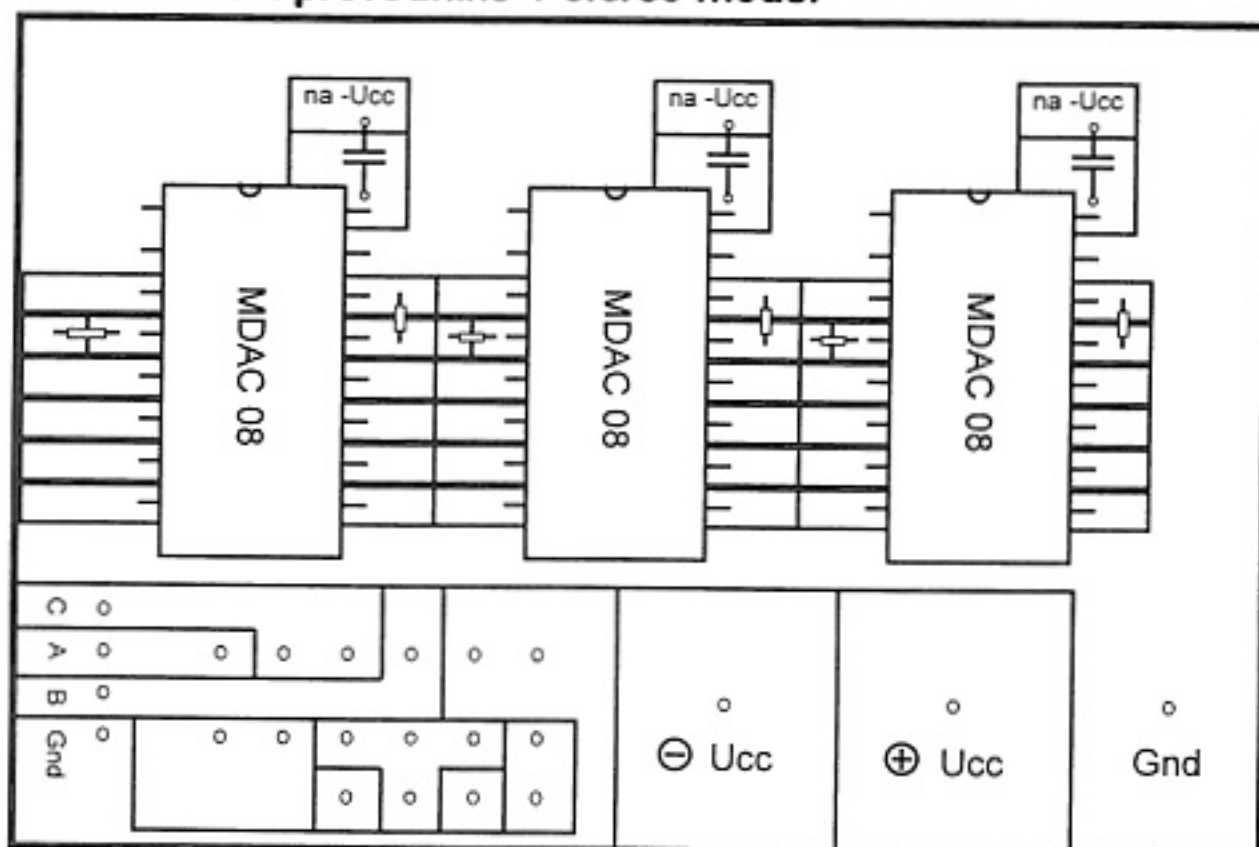 na -Ucc
na -Ucc
na -Ucc
MDAC 08
MDAC 08
MDAC 08
C
A
B
Gnd
⊖ Ucc
⊕ Ucc
Gnd